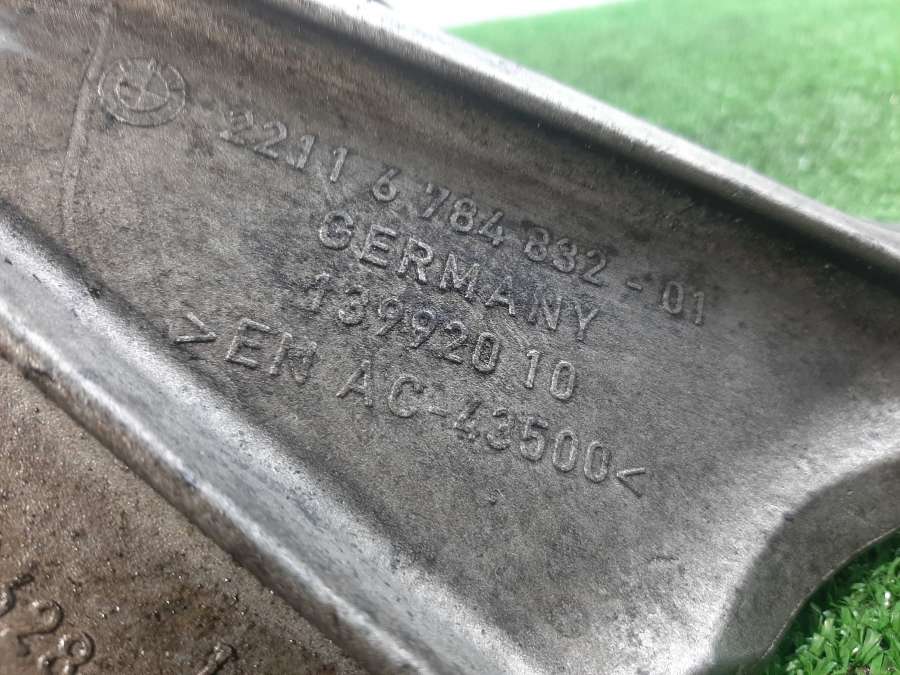 2211 6 784 832 - 01
GERMANY
139920 10
>EN AC-43500<